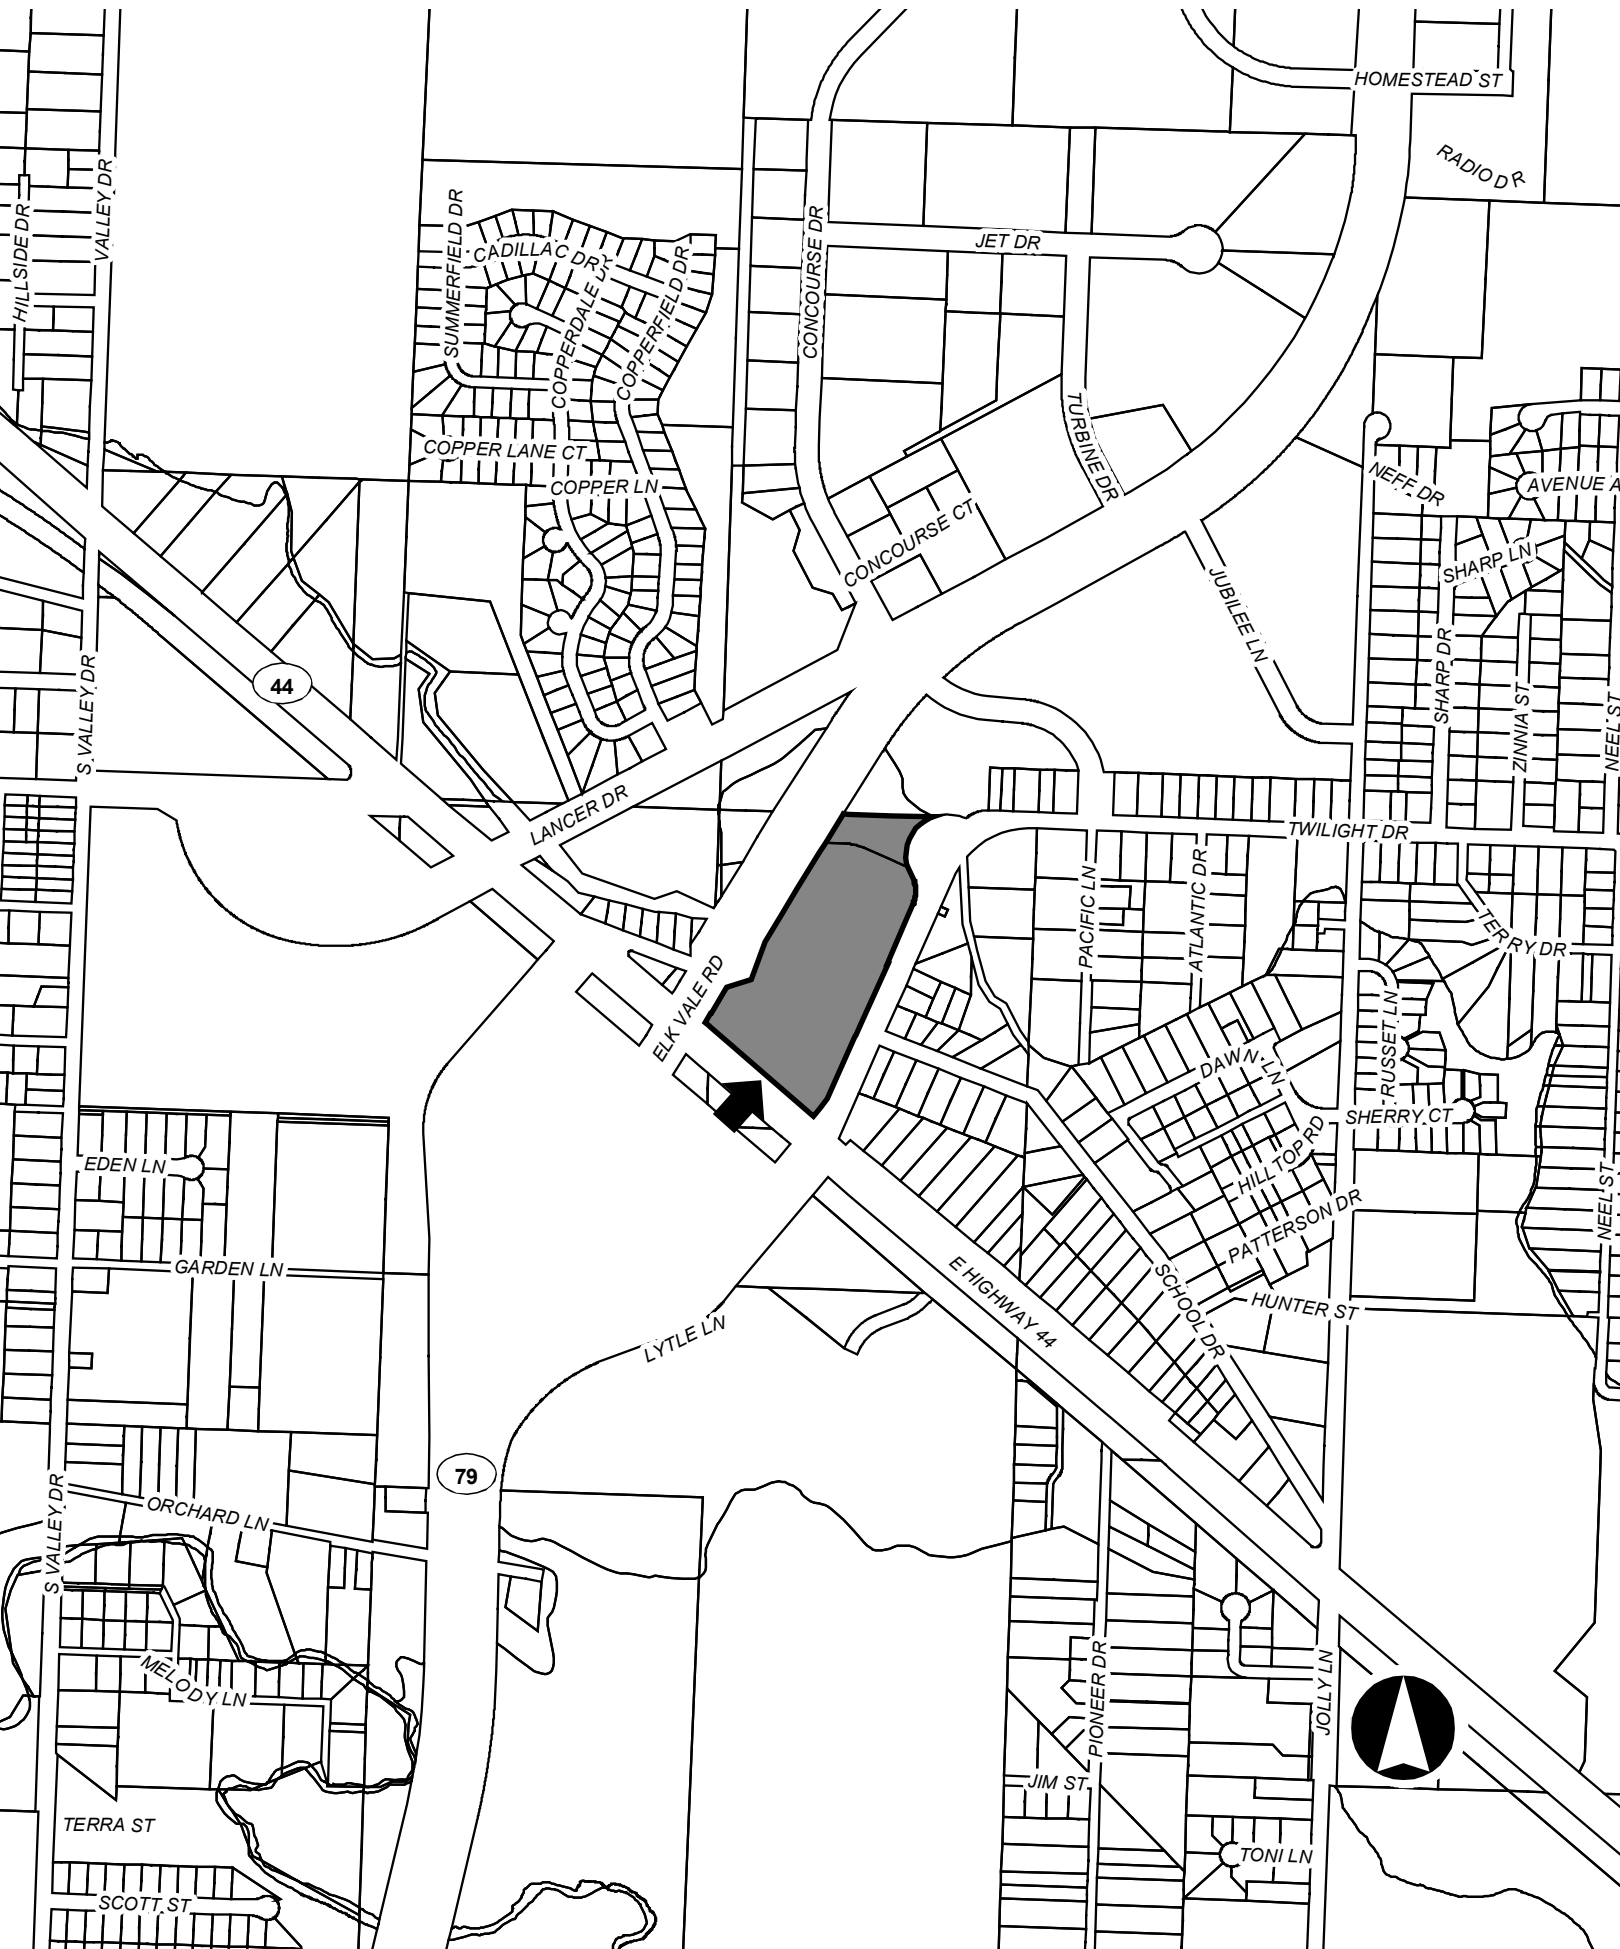 HOMESTEAD ST
RADIO DR
VALLEY DR
HILLSIDE DR
SUMMERFIELD DR
CADILLAC DR
COPPERDALE DR
COPPERFIELD DR
CONCOURSE DR
JET DR
TURBINE DR
COPPER LANE CT
COPPER LN
CONCOURSE CT
NEFF DR
AVENUE A
SHARP LN
JUBILEE LN
SHARP DR
ZINNIA ST
NEEL ST
44
S VALLEY DR
LANCER DR
TWILIGHT DR
PACIFIC LN
ATLANTIC DR
TERRY DR
ELK VALE RD
RUSSET LN
DAWN LN
SHERRY CT
HILLTOP RD
EDEN LN
NEEL ST
PATTERSON DR
GARDEN LN
E HIGHWAY 44
SCHOOL DR
HUNTER ST
LYTLE LN
79
S VALLEY DR
ORCHARD LN
MELODY LN
PIONEER DR
JOLLY LN
JIM ST
TERRA ST
TONI LN
SCOTT ST